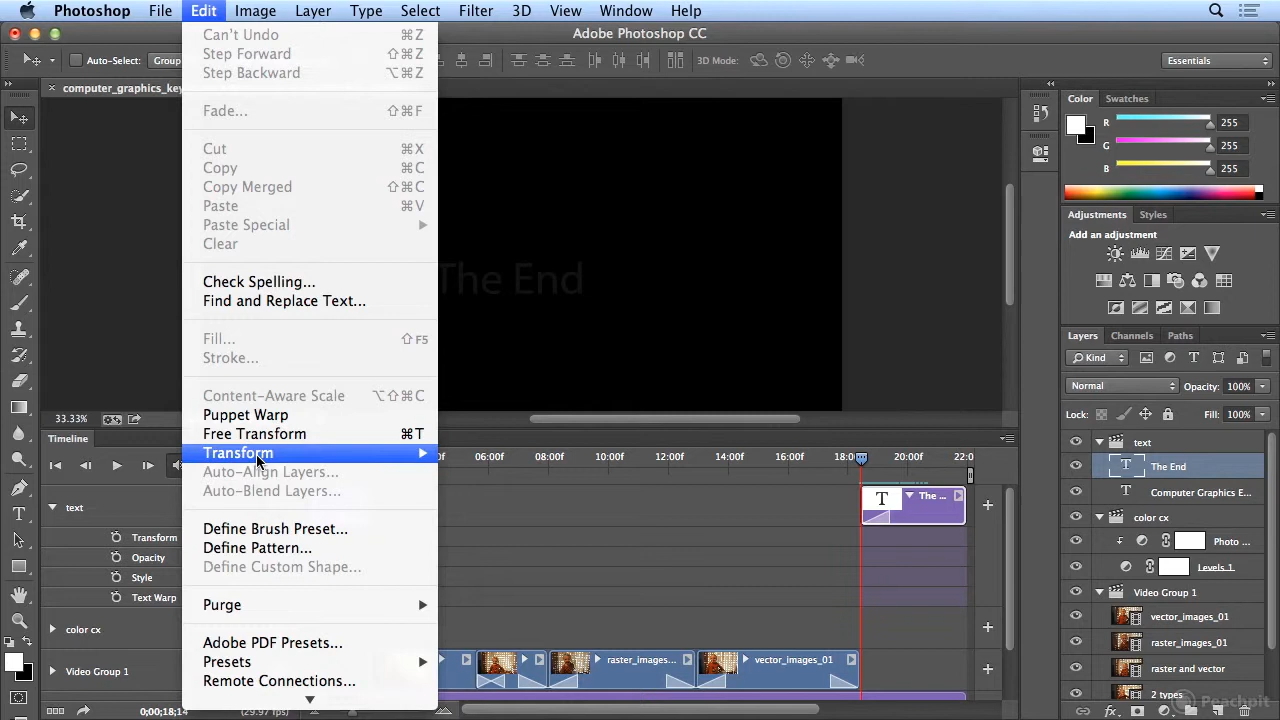 Photoshop File Edit Image Layer Type Select Filter 3D View Window Help
Adobe Photoshop CC
Auto-Select: Group 3D Mode: Essentials
× computer_graphics_key
Can't Undo ⌘Z
Step Forward ⇧⌘Z
Step Backward ⌥⌘Z
Fade... ⇧⌘F
Cut ⌘X
Copy ⌘C
Copy Merged ⇧⌘C
Paste ⌘V
Paste Special
Clear
Check Spelling...
Find and Replace Text...
Fill... ⇧F5
Stroke...
Content-Aware Scale ⌥⇧⌘C
Puppet Warp
Free Transform ⌘T
Transform
Auto-Align Layers...
Auto-Blend Layers...
Define Brush Preset...
Define Pattern...
Define Custom Shape...
Purge
Adobe PDF Presets...
Presets
Remote Connections...
The End
33.33%
Timeline
06:00f 08:00f 10:00f 12:00f 14:00f 16:00f 18:00 20:00f 22:0
text
Transform
Opacity
Style
Text Warp
color cx
Video Group 1
T The ...
raster_images... vector_images_01
0;00;18;14 (29.97 fps)
Color Swatches
R 255
G 255
B 255
Adjustments Styles
Add an adjustment
Layers Channels Paths
Kind
Normal Opacity: 100%
Lock: Fill: 100%
text
T The End
T Computer Graphics E...
color cx
Photo ...
Levels 1
Video Group 1
vector_images_01
raster_images_01
raster and vector
2 types
Peachpit